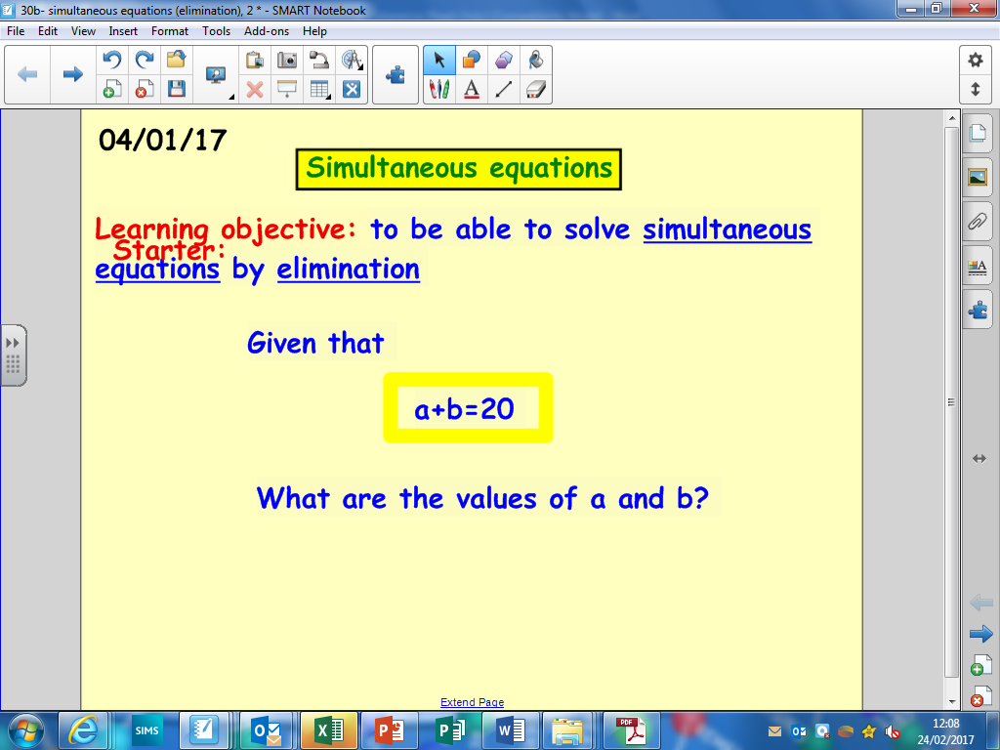 30b- simultaneous equations (elimination), 2 * - SMART Notebook
File Edit View Insert Format Tools Add-ons Help
04/01/17
Simultaneous equations
Learning objective: to be able to solve simultaneous
Starter:
equations by elimination
Given that
a+b=20
What are the values of a and b?
Extend Page
SIMS
PDF
12:08
24/02/2017